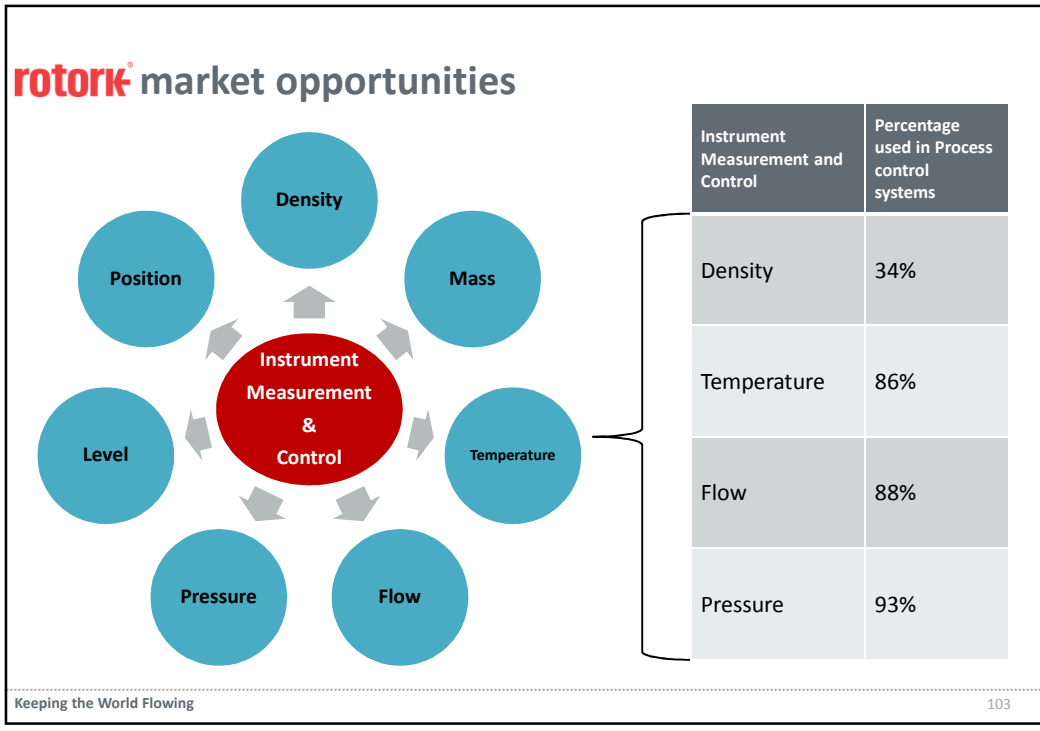 rotork® market opportunities
Density
Position
Mass
Instrument
Measurement
&
Control
Level
Temperature
Pressure
Flow
Instrument
Measurement and
Control
Percentage
used in Process
control
systems
Density 34%
Temperature 86%
Flow 88%
Pressure 93%
Keeping the World Flowing
103